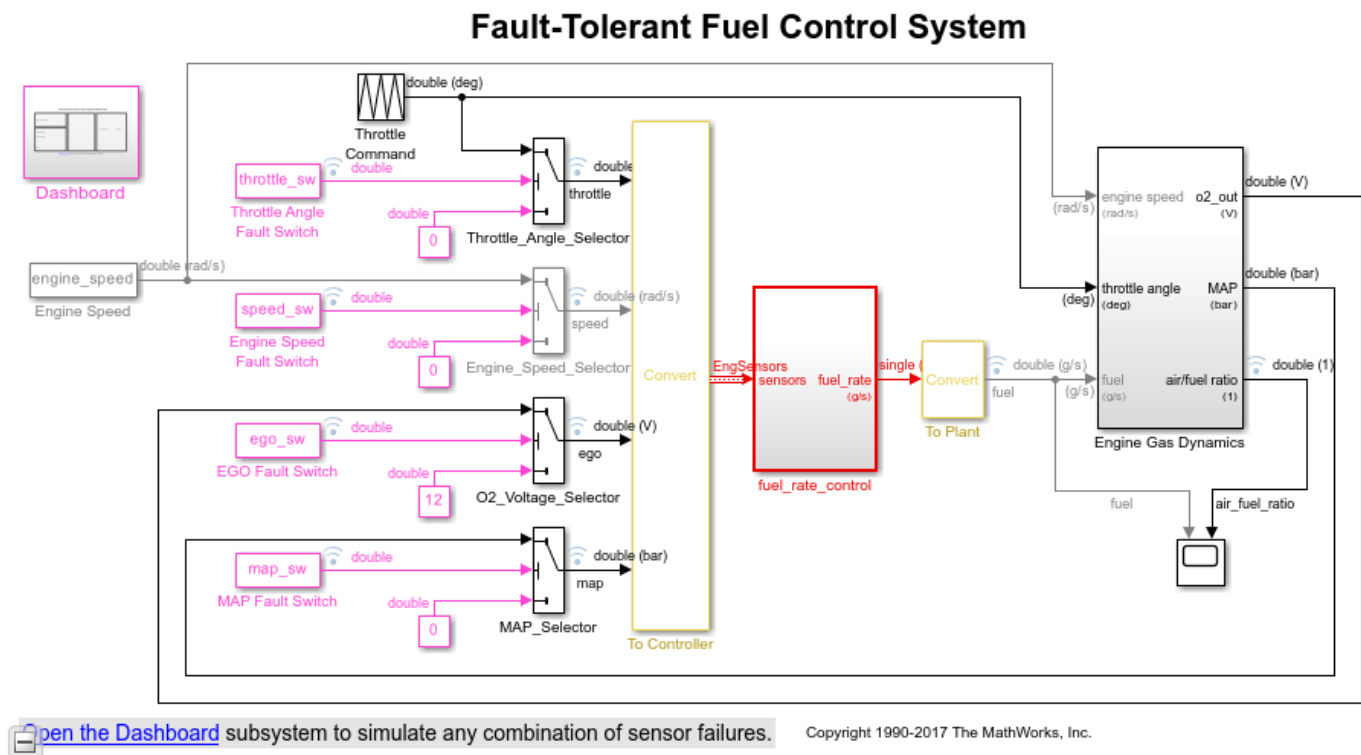 Fault-Tolerant Fuel Control System
double (deg)
Throttle
Command
Dashboard
throttle_sw
double
Throttle Angle
Fault Switch
double
0
double
throttle
Throttle_Angle_Selector
engine_speed
double (rad/s)
Engine Speed
speed_sw
double
Engine Speed
Fault Switch
double
0
double (rad/s)
speed
Engine_Speed_Selector
ego_sw
double
EGO Fault Switch
double
12
double (V)
ego
O2_Voltage_Selector
map_sw
double
MAP Fault Switch
double
0
double (bar)
map
MAP_Selector
Convert
To Controller
EngSensors
sensors
fuel_rate
(g/s)
fuel_rate_control
single (
Convert
To Plant
double (g/s)
fuel
(rad/s)
(deg)
(g/s)
engine speed
(rad/s)
throttle angle
(deg)
fuel
(g/s)
o2_out
(V)
MAP
(bar)
air/fuel ratio
(1)
Engine Gas Dynamics
double (V)
double (bar)
double (1)
fuel
air_fuel_ratio
Open the Dashboard subsystem to simulate any combination of sensor failures.
Copyright 1990-2017 The MathWorks, Inc.